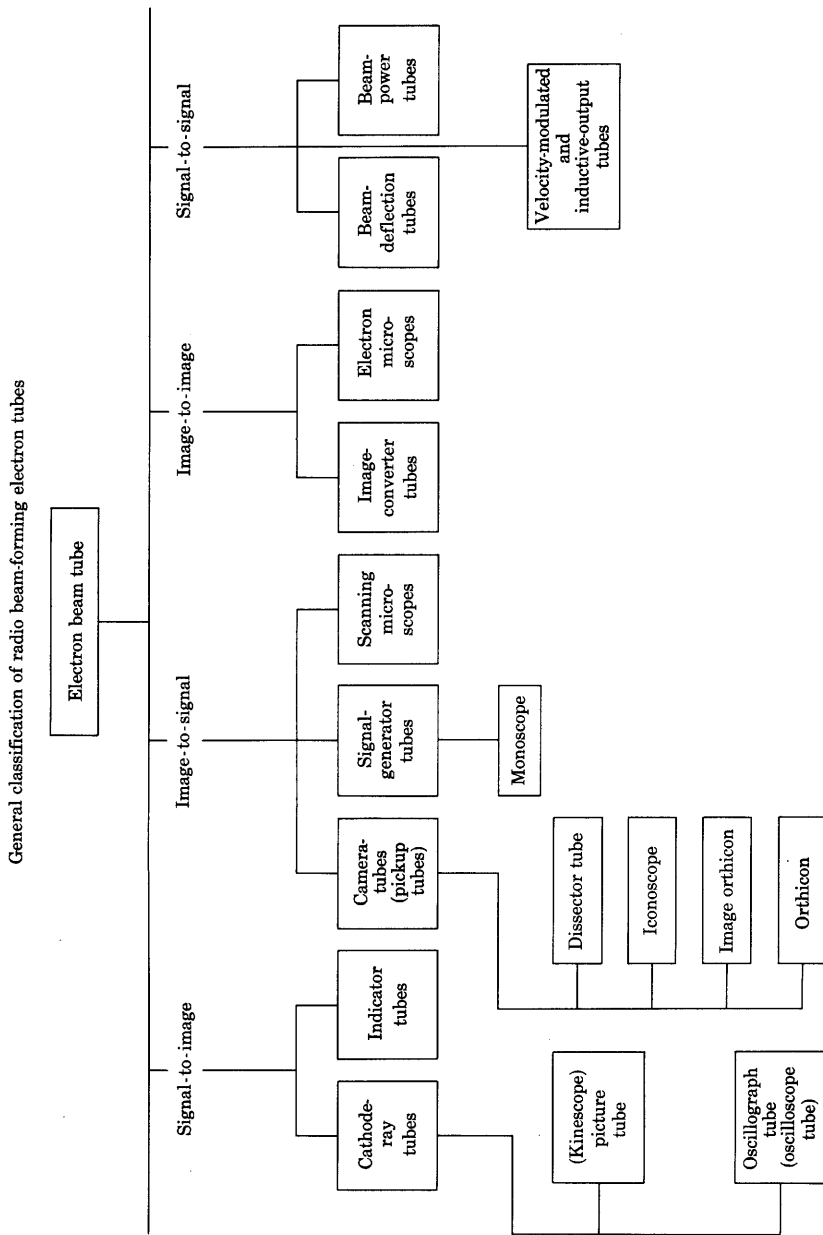 General classification of radio beam-forming electron tubes
Electron beam tube
Signal-to-image
Image-to-signal
Image-to-image
Signal-to-signal
Cathode-
ray
tubes
Indicator
tubes
Camera-
tubes
(pickup
tubes)
Signal-
generator
tubes
Scanning
micro-
scopes
Image-
converter
tubes
Electron
micro-
scopes
Beam-
deflection
tubes
Beam-
power
tubes
(Kinescope)
picture
tube
Oscillograph
tube
(oscilloscope
tube)
Dissector tube
Iconoscope
Image orthicon
Orthicon
Monoscope
Velocity-modulated
and
inductive-output
tubes